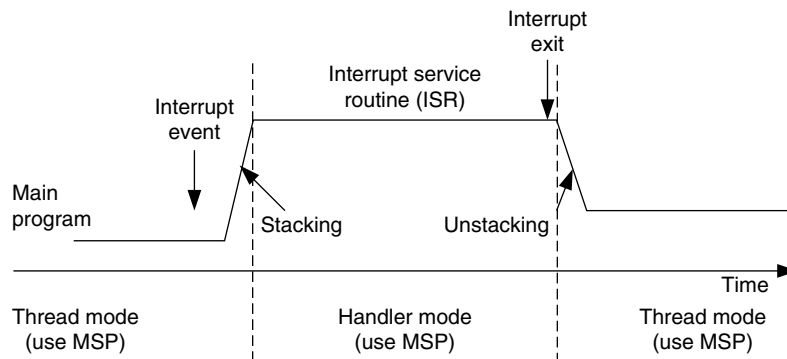 Interrupt
exit
Interrupt service
routine (ISR)
Interrupt
event
Main
program
Stacking
Unstacking
Time
Thread mode
(use MSP)
Handler mode
(use MSP)
Thread mode
(use MSP)